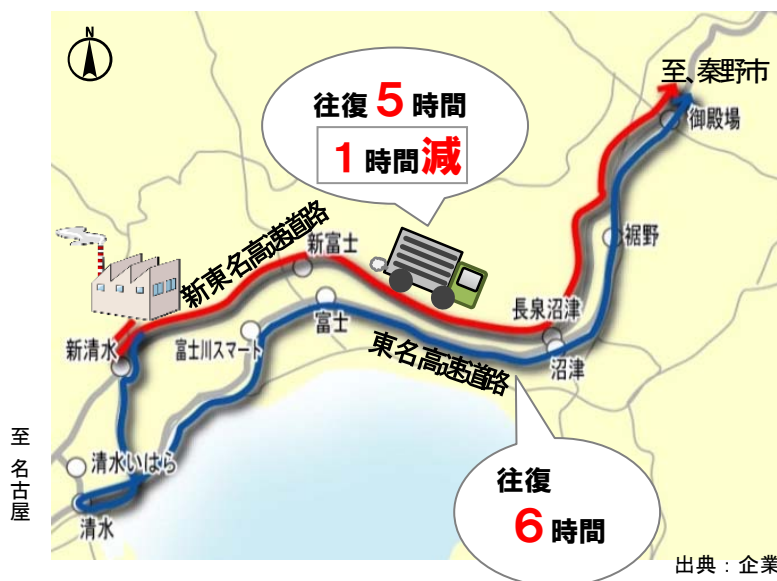 N
至、秦野市
往復 5 時間
1 時間減
御殿場
裾野
新東名高速道路
新富士
長泉沼津
富士
新清水
富士川スマート
東名高速道路
沼津
至 名古屋
清水いはら
清水
往復
6 時間
出典：企業